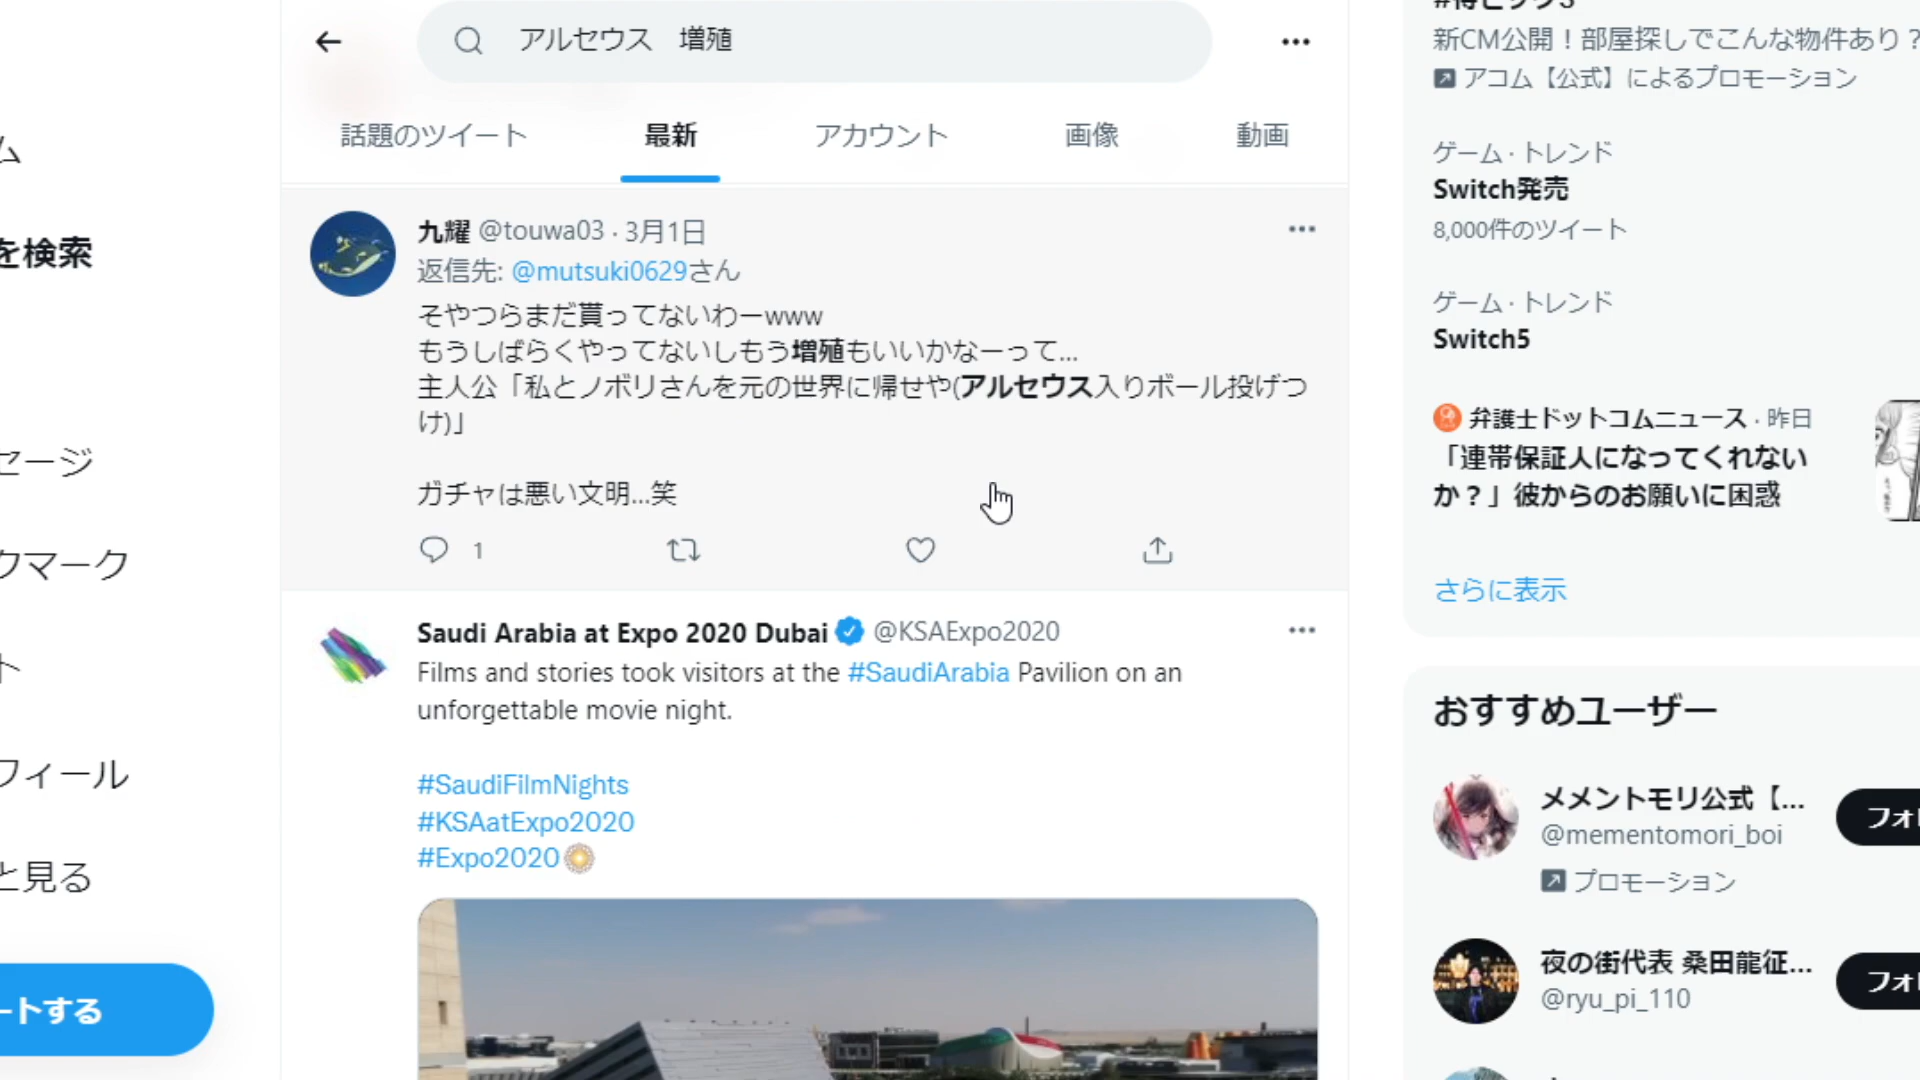 アルセウス 増殖
話題のツイート
最新
アカウント
画像
動画
九耀 @touwa03 · 3月1日
返信先: @mutsuki0629さん
そやつらまだ貰ってないわーwww
もうしばらくやってないしもう増殖もいいかなーって...
主人公「私とノボリさんを元の世界に帰せや(アルセウス入りボール投げつ
け)」
ガチャは悪い文明...笑
1
Saudi Arabia at Expo 2020 Dubai @KSAExpo2020
Films and stories took visitors at the #SaudiArabia Pavilion on an
unforgettable movie night.
#SaudiFilmNights
#KSAatExpo2020
#Expo2020
ム
を検索
セージ
クマーク
ト
フィール
と見る
ートする
新CM公開！部屋探しでこんな物件あり？
アコム【公式】によるプロモーション
ゲーム · トレンド
Switch発売
8,000件のツイート
ゲーム · トレンド
Switch5
弁護士ドットコムニュース · 昨日
「連帯保証人になってくれない
か？」彼からのお願いに困惑
さらに表示
おすすめユーザー
メメントモリ公式【...
@mementomori_boi
プロモーション
フォ
夜の街代表 桑田龍征...
@ryu_pi_110
フォ